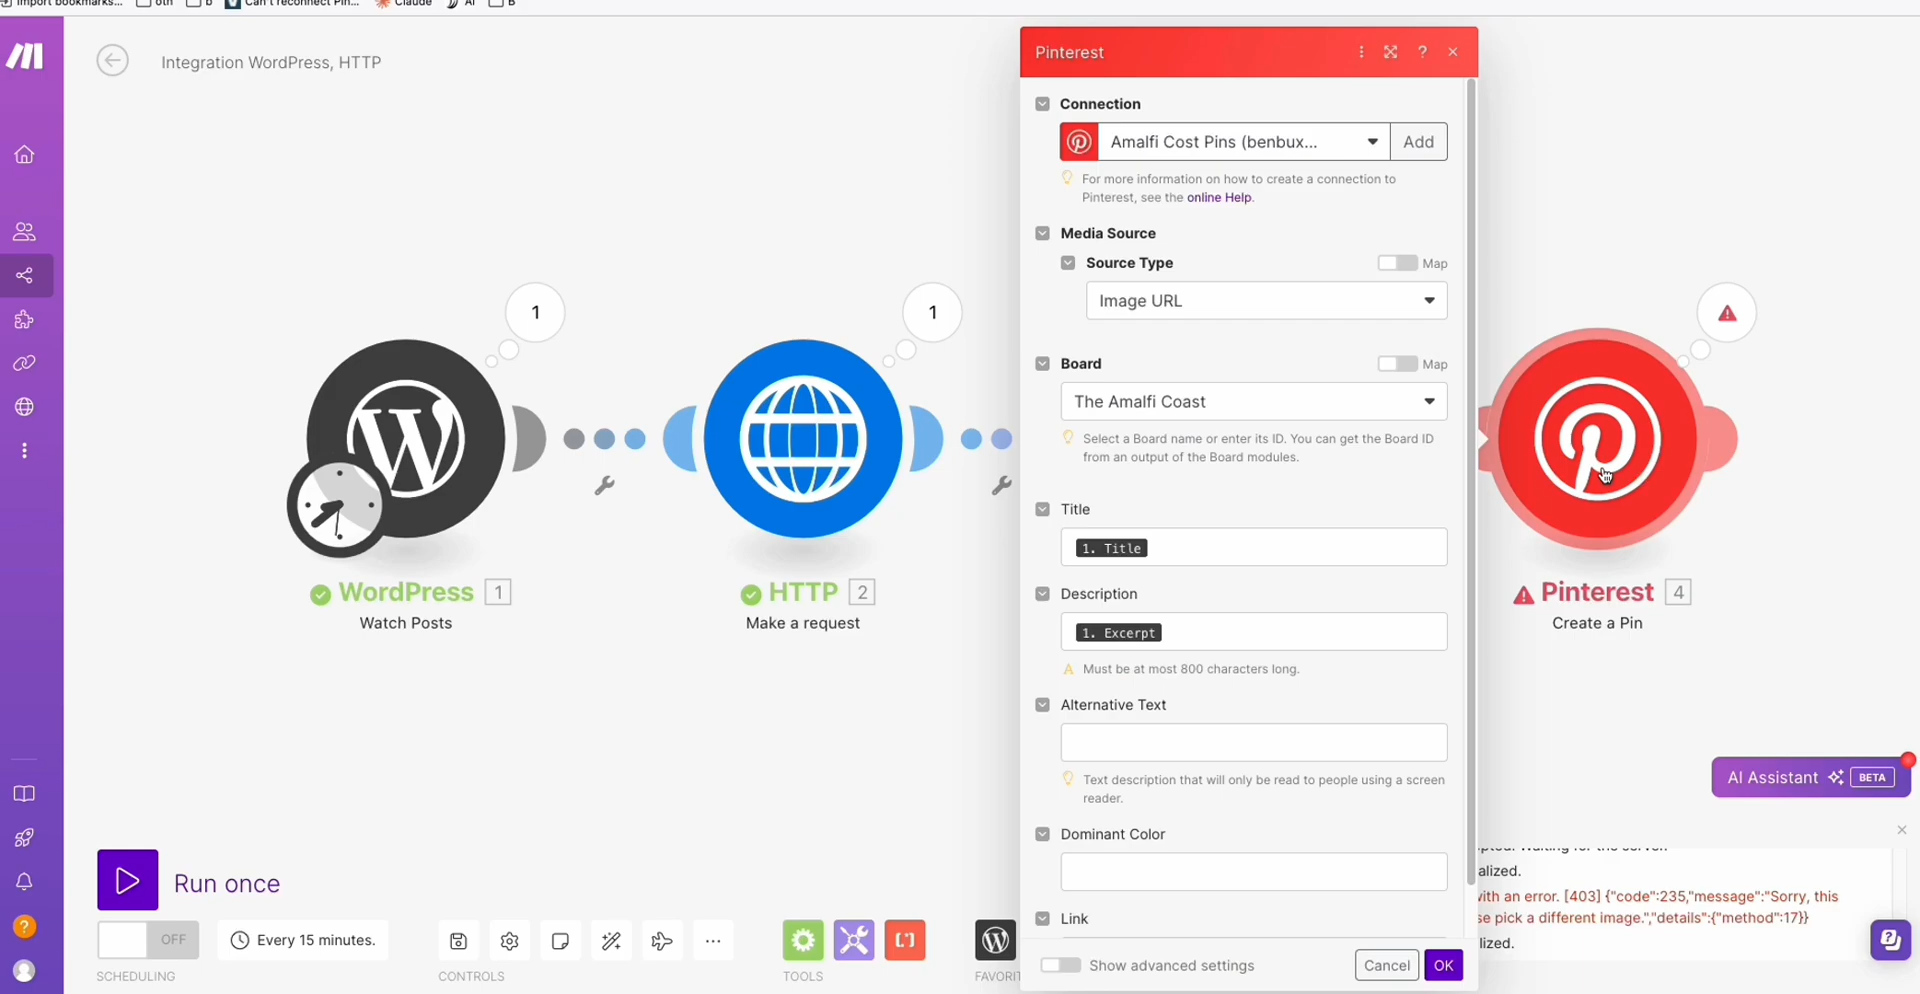 import bookmarks...
oth
b
Can't reconnect Pin...
Claude
AI
B
Integration WordPress, HTTP
Pinterest
Connection
Amalfi Cost Pins (benbux...
Add
For more information on how to create a connection to
Pinterest, see the online Help.
Media Source
Source Type
Map
Image URL
1
1
Board
Map
The Amalfi Coast
Select a Board name or enter its ID. You can get the Board ID
from an output of the Board modules.
Title
1. Title
WordPress 1
Watch Posts
HTTP 2
Make a request
Pinterest 4
Create a Pin
Description
1. Excerpt
Must be at most 800 characters long.
Alternative Text
Text description that will only be read to people using a screen
reader.
AI Assistant BETA
Dominant Color
Link
Show advanced settings
Cancel
OK
alized.
with an error. [403] {"code":235,"message":"Sorry, this
se pick a different image.","details":{"method":17}}
lized.
Run once
OFF
Every 15 minutes.
SCHEDULING
CONTROLS
TOOLS
FAVORI